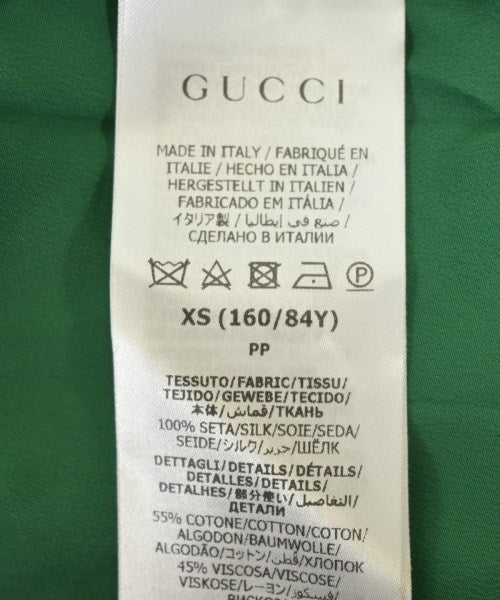 GUCCI
MADE IN ITALY / FABRIQUÉ EN
ITALIE / HECHO EN ITALIA /
HERGESTELLT IN ITALIEN /
FABRICADO EM ITÁLIA /
イタリア製 / صنع في إيطاليا /
СДЕЛАНО В ИТАЛИИ
P
XS (160/84Y)
PP
TESSUTO/FABRIC/TISSU/
TEJIDO/GEWEBE/TECIDO/
本体/قماش/ТКАНЬ
100% SETA/SILK/SOIE/SEDA/
SEIDE/シルク/حرير/ШЁЛК
DETTAGLI/DETAILS/DÉTAILS/
DETALLES/DETAILS/
DETALHES/部分使い/التفاصيل/
ДЕТАЛИ
55% COTONE/COTTON/COTON/
ALGODON/BAUMWOLLE/
ALGODÃO/コットン/قطن/ХЛОПОК
45% VISCOSA/VISCOSE/
VISKOSE/レーヨン/فيسكوز/